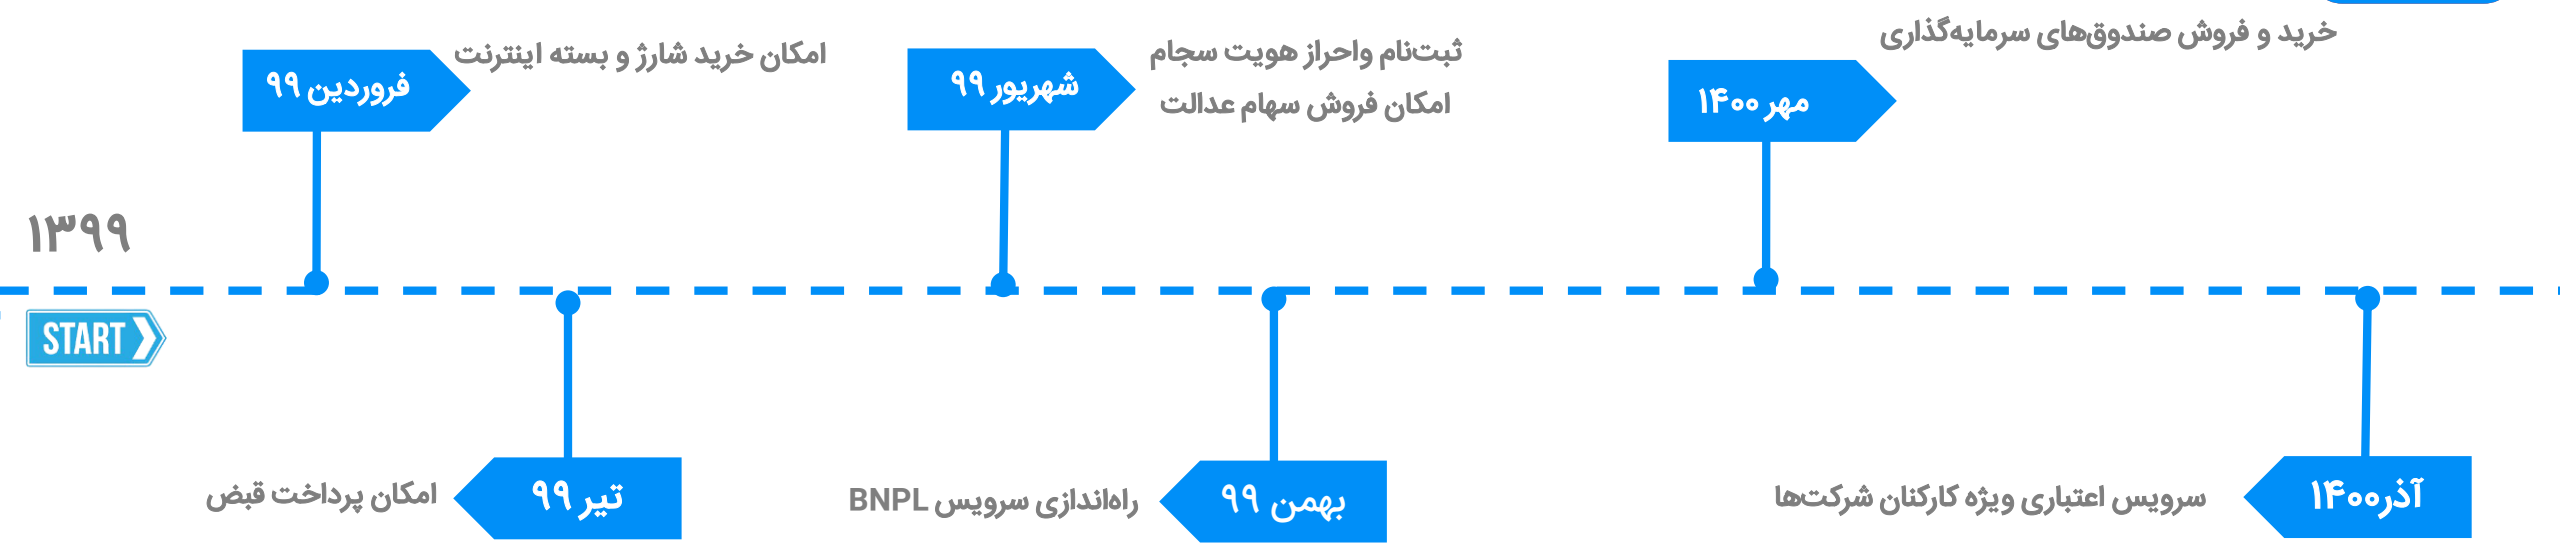 ۱۳۹۹
START
فروردین ۹۹
امکان خرید شارژ و بسته اینترنت
تیر ۹۹
امکان پرداخت قبض
شهریور ۹۹
ثبت‌نام واحراز هویت سجام
امکان فروش سهام عدالت
بهمن ۹۹
راه‌اندازی سرویس BNPL
مهر ۱۴۰۰
خرید و فروش صندوق‌های سرمایه‌گذاری
آذر۱۴۰۰
سرویس اعتباری ویژه کارکنان شرکت‌ها